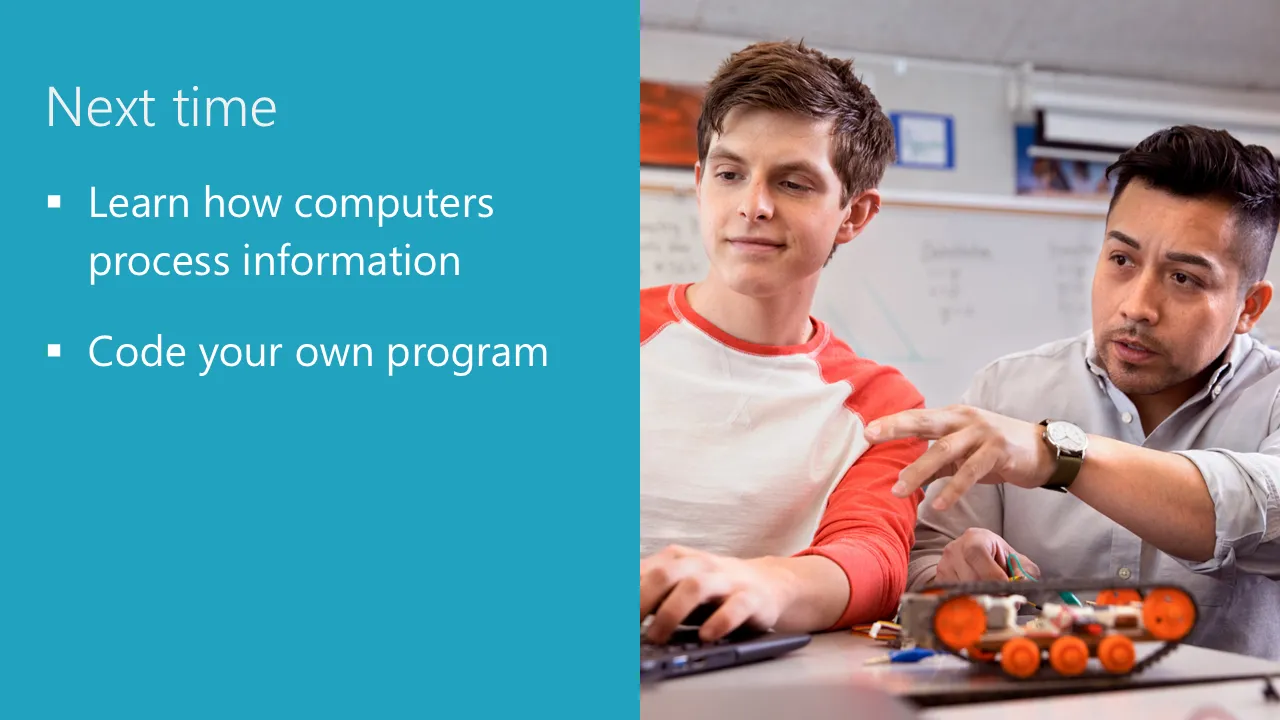 Next time
▪ Learn how computers
process information
▪ Code your own program